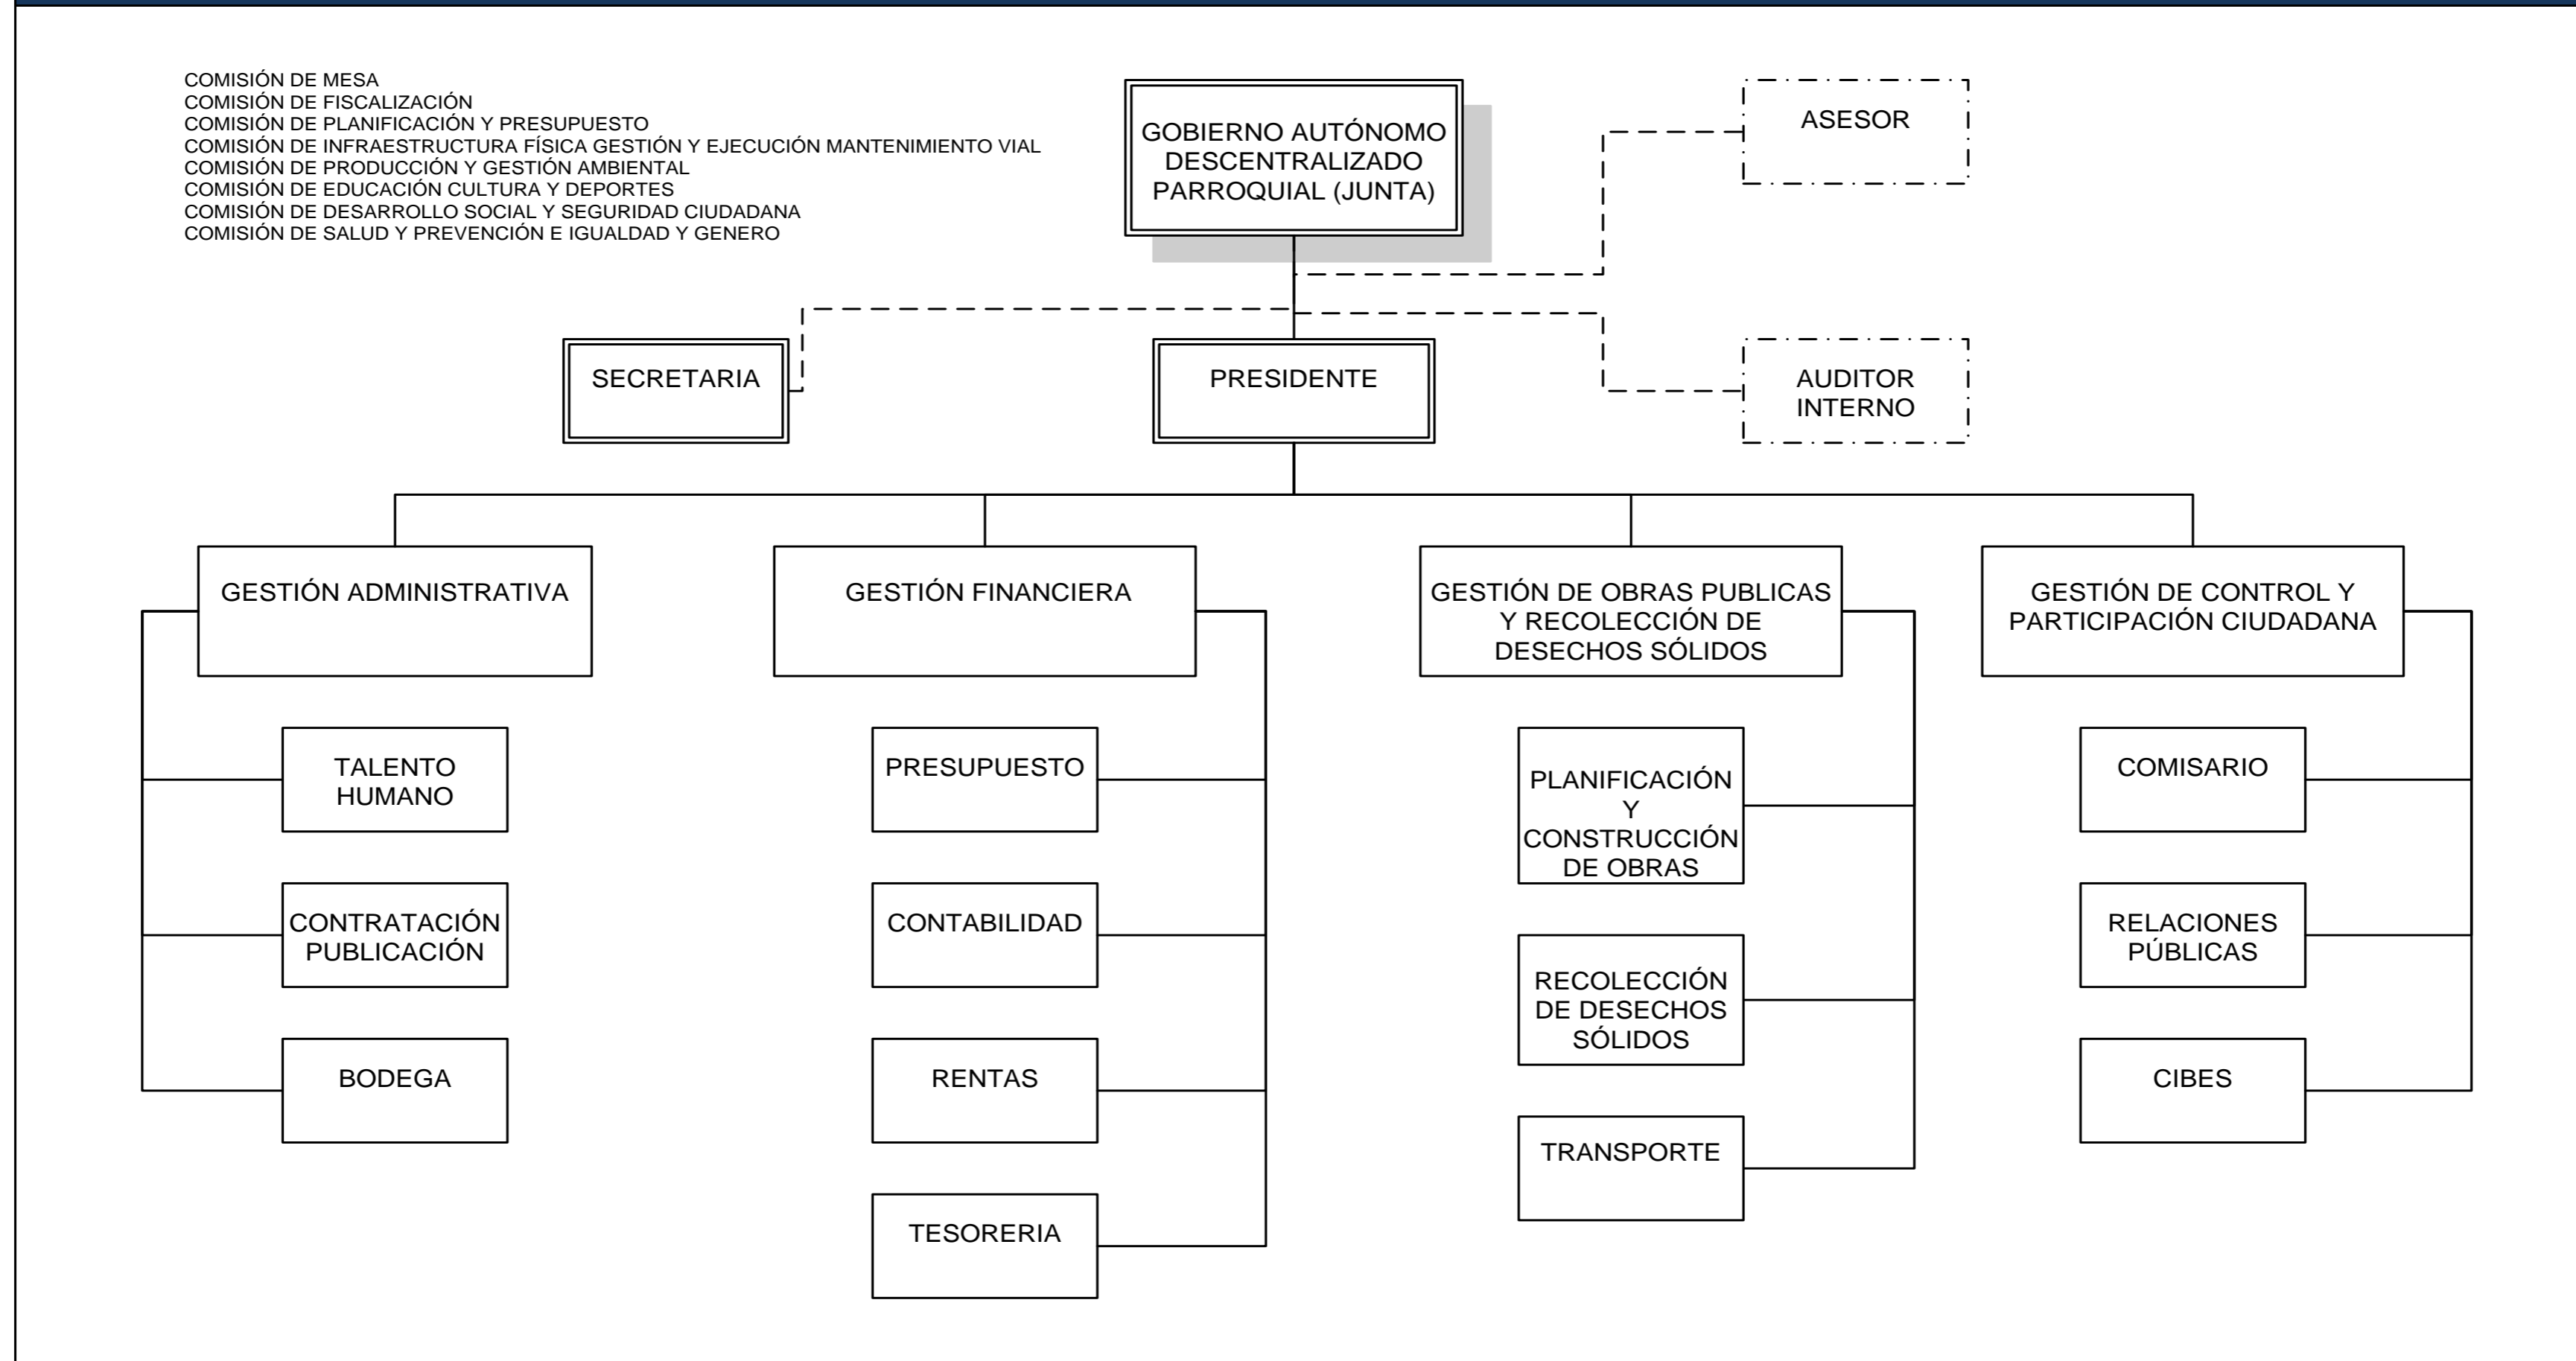 COMISIÓN DE MESA
COMISIÓN DE FISCALIZACIÓN
COMISIÓN DE PLANIFICACIÓN Y PRESUPUESTO
COMISIÓN DE INFRAESTRUCTURA FÍSICA GESTIÓN Y EJECUCIÓN MANTENIMIENTO VIAL
COMISIÓN DE PRODUCCIÓN Y GESTIÓN AMBIENTAL
COMISIÓN DE EDUCACIÓN CULTURA Y DEPORTES
COMISIÓN DE DESARROLLO SOCIAL Y SEGURIDAD CIUDADANA
COMISIÓN DE SALUD Y PREVENCIÓN E IGUALDAD Y GENERO
GOBIERNO AUTÓNOMO
DESCENTRALIZADO
PARROQUIAL (JUNTA)
ASESOR
SECRETARIA
PRESIDENTE
AUDITOR
INTERNO
GESTIÓN ADMINISTRATIVA
TALENTO
HUMANO
CONTRATACIÓN
PUBLICACIÓN
BODEGA
GESTIÓN FINANCIERA
PRESUPUESTO
CONTABILIDAD
RENTAS
TESORERIA
GESTIÓN DE OBRAS PUBLICAS
Y RECOLECCIÓN DE
DESECHOS SÓLIDOS
PLANIFICACIÓN
Y
CONSTRUCCIÓN
DE OBRAS
RECOLECCIÓN
DE DESECHOS
SÓLIDOS
TRANSPORTE
GESTIÓN DE CONTROL Y
PARTICIPACIÓN CIUDADANA
COMISARIO
RELACIONES
PÚBLICAS
CIBES